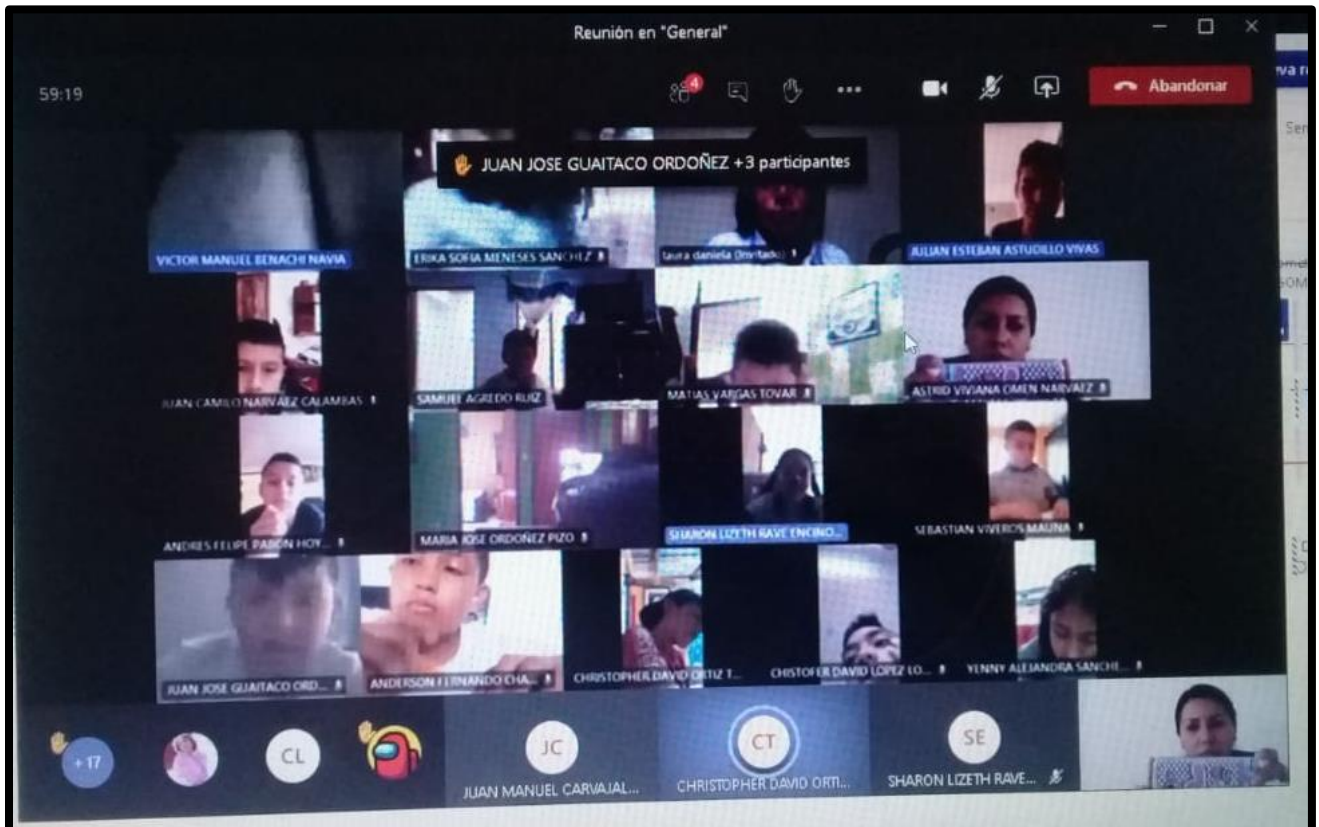 Reunión en "General"
59:19
4
Abandonar
JUAN JOSE GUAITACO ORDOÑEZ +3 participantes
VICTOR MANUEL BENACHI NAVIA
ERIKA SOFIA MENESES SANCHEZ
laura daniela (Invitado)
JULIAN ESTEBAN ASTUDILLO VIVAS
JUAN CAMILO NARVAEZ CALAMBAS
SAMUEL AGREDO RUIZ
MATIAS VARGAS TOVAR
ASTRID VIVIANA OMEN NARVAEZ
ANDRES FELIPE PABON HOY...
MARIA JOSE ORDOÑEZ PIZO
SHARON LIZETH RAVE ENCINO...
SEBASTIAN VIVEROS
JUAN JOSE GUAITACO ORD...
ANDERSON FERNANDO CHA...
CHRISTOPHER DAVID ORTIZ T...
CHISTOFER DAVID LOPEZ LO...
YENNY ALEJANDRA SANCHE...
+17
CL
JC
JUAN MANUEL CARVAJAL...
CT
CHRISTOPHER DAVID ORTI...
SE
SHARON LIZETH RAVE...